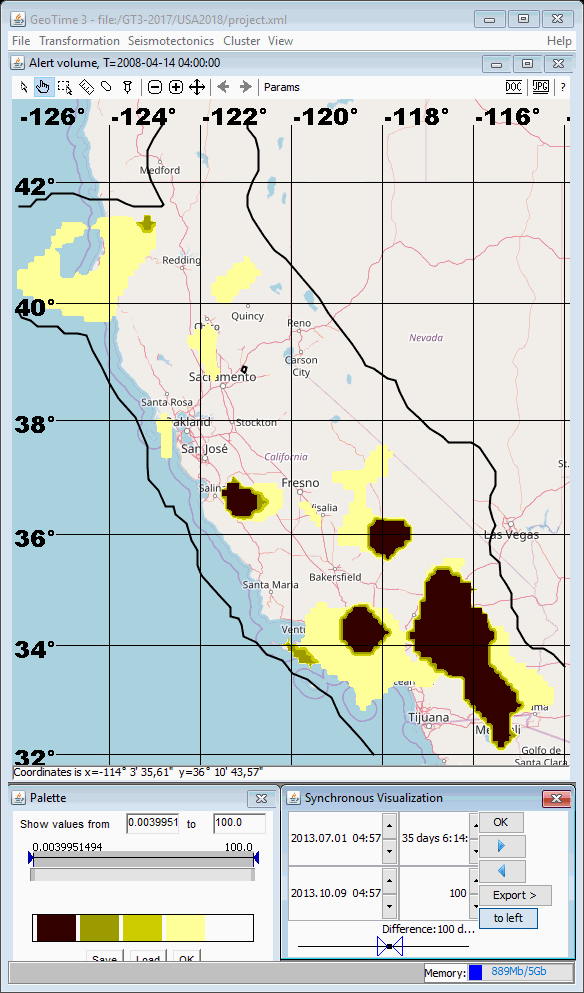 GeoTime 3 - file:/GT3-2017/USA2018/project.xml
File Transformation Seismotectonics Cluster View Help
Alert volume, T=2008-04-14 04:00:00
Params DOC JPG ?
-126° -124° -122° -120° -118° -116°
Medford
42°
Redding
40°
Quincy
Reno
Chico
Nevada
Carson
City
Sacramento
Santa Rosa
38°
Oakland
Stockton
San José
California
Fresno
Salin
Visalia
36°
Las Vegas
St.
Bakersfield
Santa Maria
Ventu
34°
Tijuana
Golfo de
Santa Clara
32°
Coordinates is x=-114° 3' 35,61" y=36° 10' 43,57"
Palette
Show values from 0.0039951 to 100.0
0.0039951494 100.0
Save Load OK
Synchronous Visualization
2013.07.01 04:57 35 days 6:14: OK
2013.10.09 04:57 100
Export >
to left
Difference:100 d...
Memory: 889Mb/5Gb